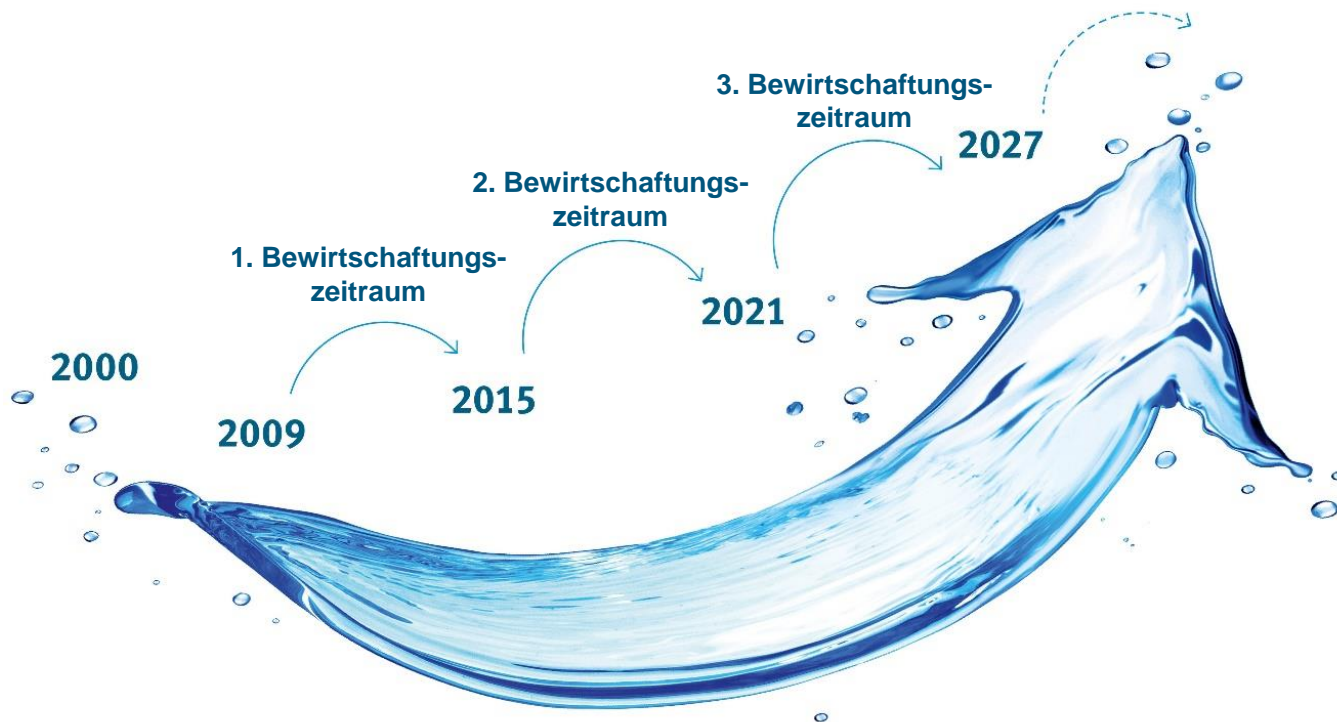 2000
2009
1. Bewirtschaftungs-
zeitraum
2015
2. Bewirtschaftungs-
zeitraum
2021
3. Bewirtschaftungs-
zeitraum
2027